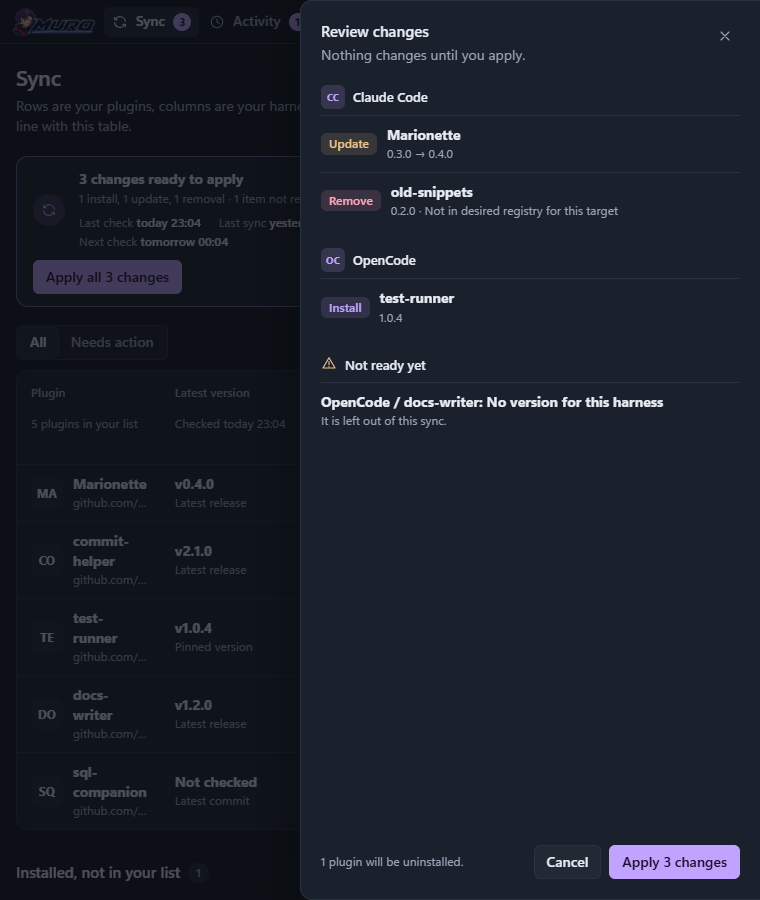 MURO
Sync 3
Activity 1
Sync
Rows are your plugins, columns are your harne
line with this table.
3 changes ready to apply
1 install, 1 update, 1 removal · 1 item not re
Last check today 23:04 Last sync yester
Next check tomorrow 00:04
Apply all 3 changes
All Needs action
Plugin Latest version
5 plugins in your list Checked today 23:04
MA Marionette v0.4.0
github.com/... Latest release
CO commit-
helper v2.1.0
github.com/... Latest release
TE test-
runner v1.0.4
github.com/... Pinned version
DO docs-
writer v1.2.0
github.com/... Latest release
SQ sql-
companion Not checked
github.com/... Latest commit
Installed, not in your list 1
Review changes
Nothing changes until you apply.
CC Claude Code
Update Marionette
0.3.0 → 0.4.0
Remove old-snippets
0.2.0 · Not in desired registry for this target
OC OpenCode
Install test-runner
1.0.4
Not ready yet
OpenCode / docs-writer: No version for this harness
It is left out of this sync.
1 plugin will be uninstalled.
Cancel Apply 3 changes